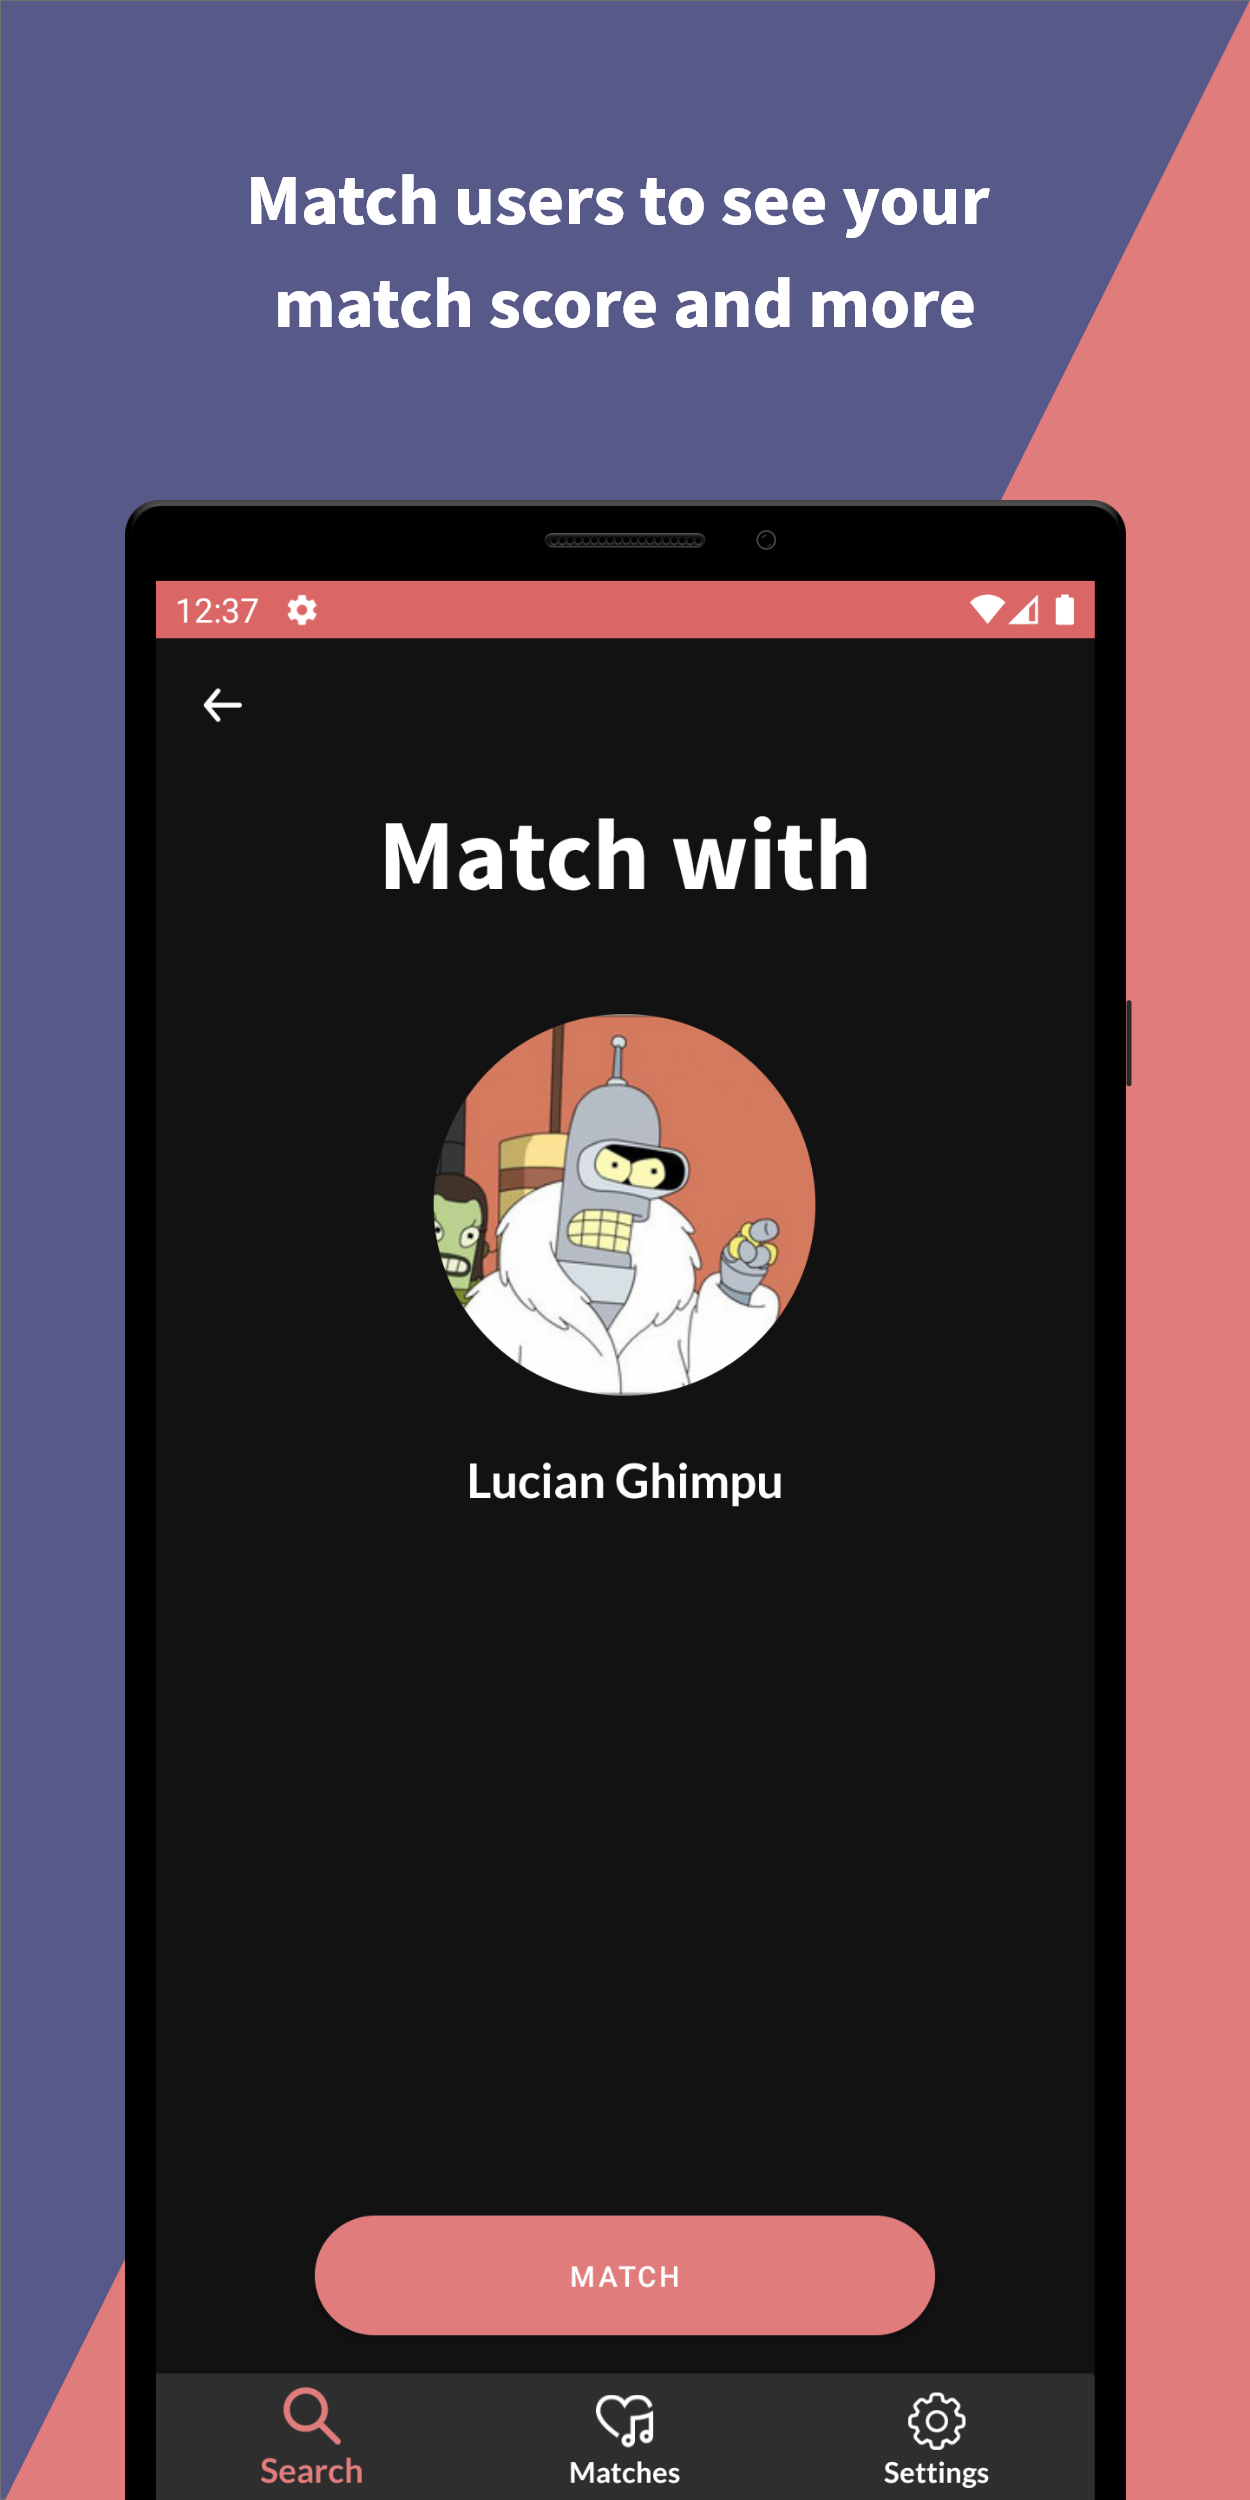 Match users to see your
match score and more
12:37
Match with
Lucian Ghimpu
MATCH
Search
Matches
Settings